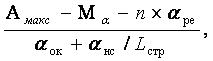 А макс − М α − n × α ре
α ок + α нс / L стр ,